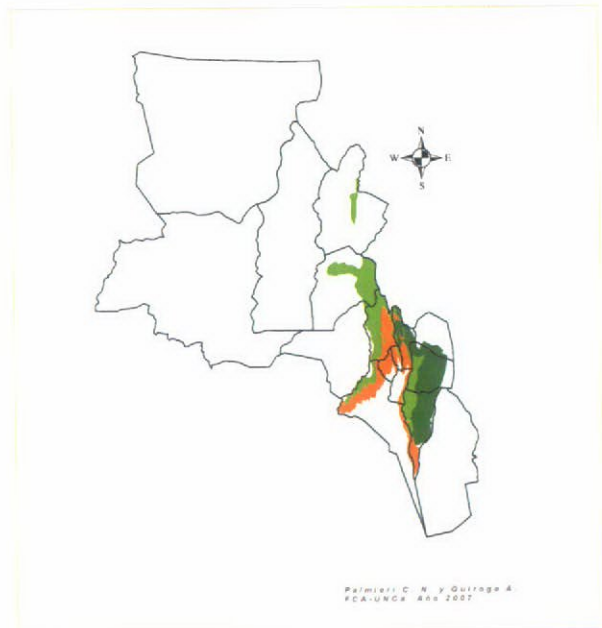 N
W E
S
Palmieri C. N. y Quiroga A.
FCA-UNCa Año 2007